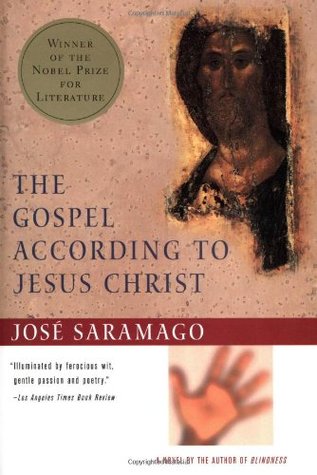 WINNER
OF THE
NOBEL PRIZE
FOR
LITERATURE
THE
GOSPEL
ACCORDING TO
JESUS CHRIST
JOSÉ SARAMAGO
"Illuminated by ferocious wit,
gentle passion and poetry."
–Los Angeles Times Book Review
A NOVEL BY THE AUTHOR OF BLINDNESS